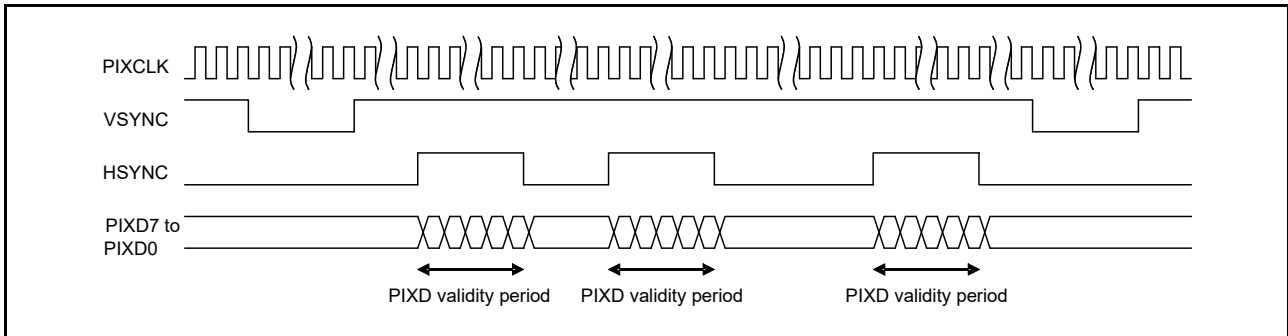 PIXCLK
VSYNC
HSYNC
PIXD7 to
PIXD0
PIXD validity period PIXD validity period PIXD validity period